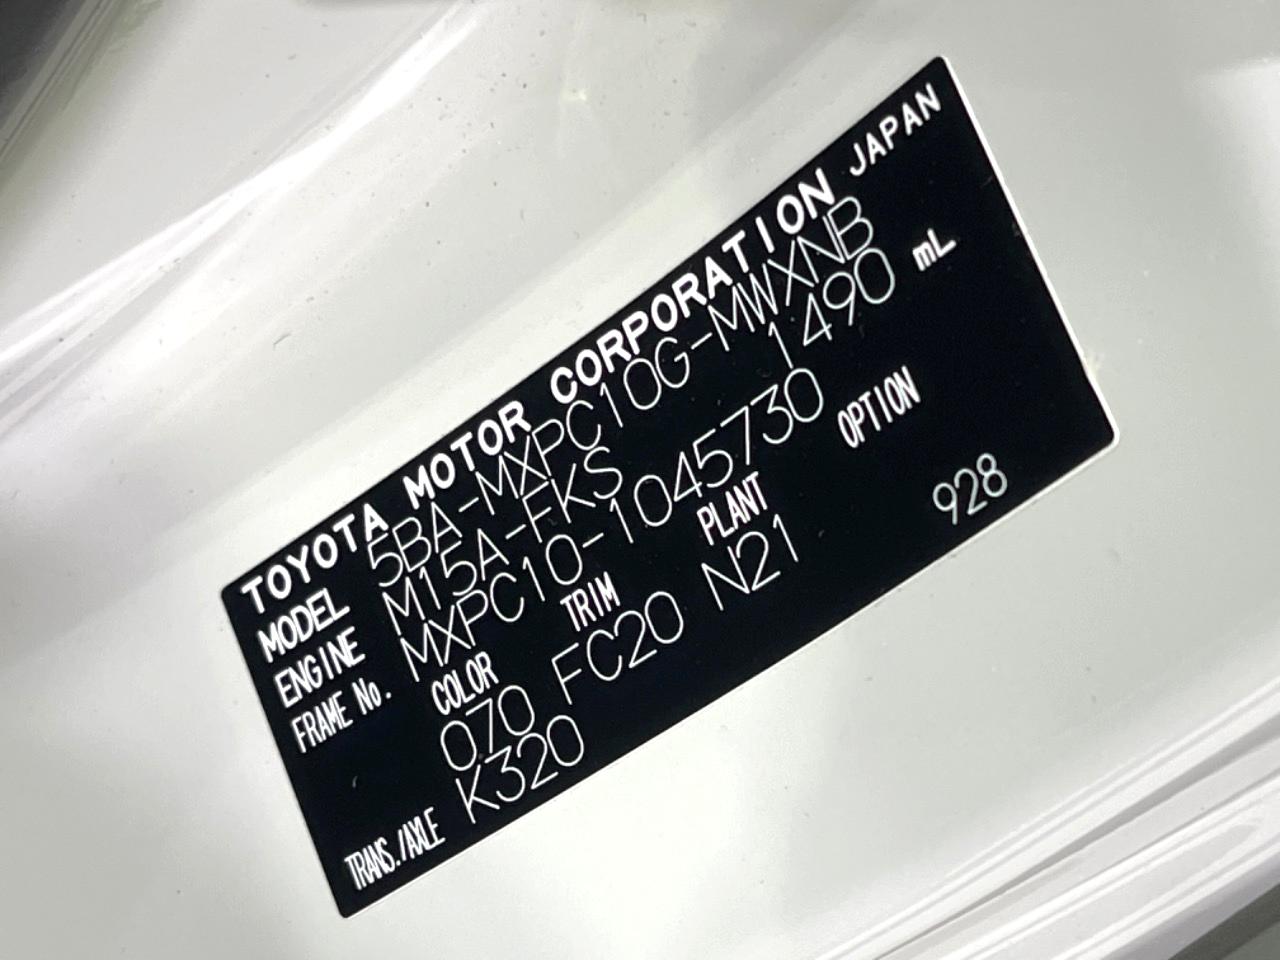 TOYOTA MOTOR CORPORATION JAPAN
MODEL 5BA-MXPC10G-MWXNB
ENGINE M15A-FKS 1490 mL
FRAME No. MXPC10-1045730
COLOR TRIM PLANT OPTION
070 FC20 N21 928
TRANS./AXLE K320